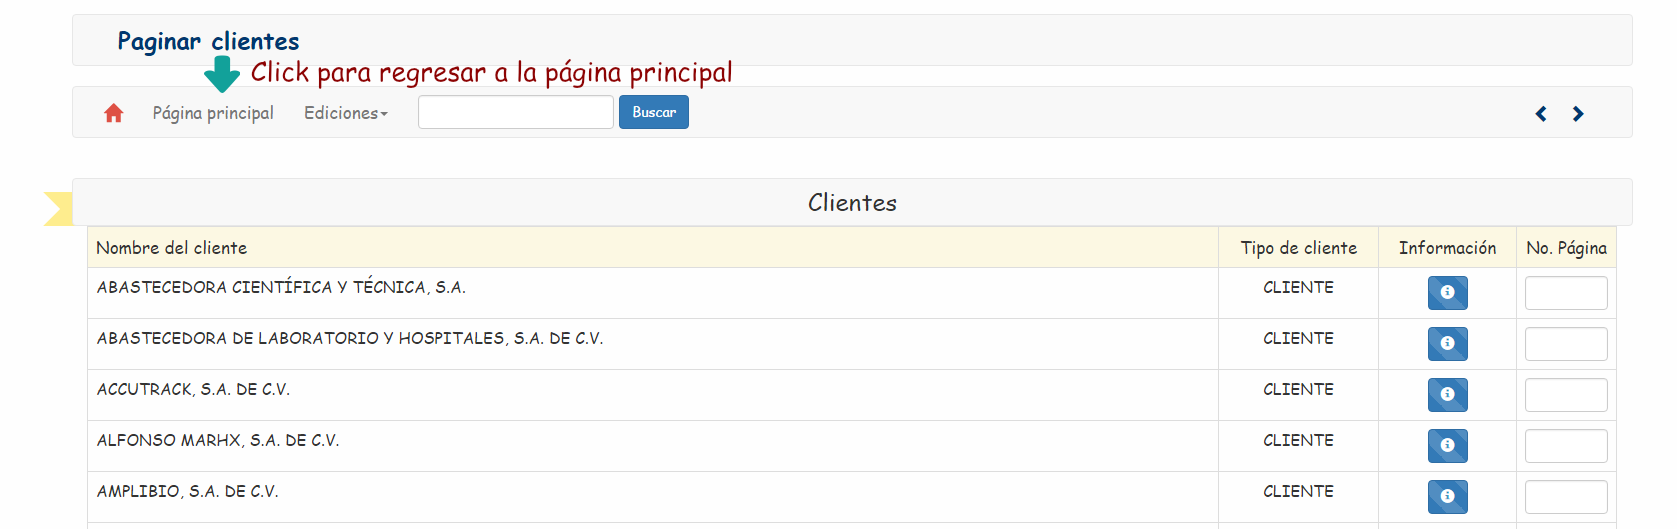 Paginar clientes
Click para regresar a la página principal
Página principal Ediciones Buscar
Clientes
Nombre del cliente Tipo de cliente Información No. Página
ABASTECEDORA CIENTÍFICA Y TÉCNICA, S.A. CLIENTE
ABASTECEDORA DE LABORATORIO Y HOSPITALES, S.A. DE C.V. CLIENTE
ACCUTRACK, S.A. DE C.V. CLIENTE
ALFONSO MARHX, S.A. DE C.V. CLIENTE
AMPLIBIO, S.A. DE C.V. CLIENTE